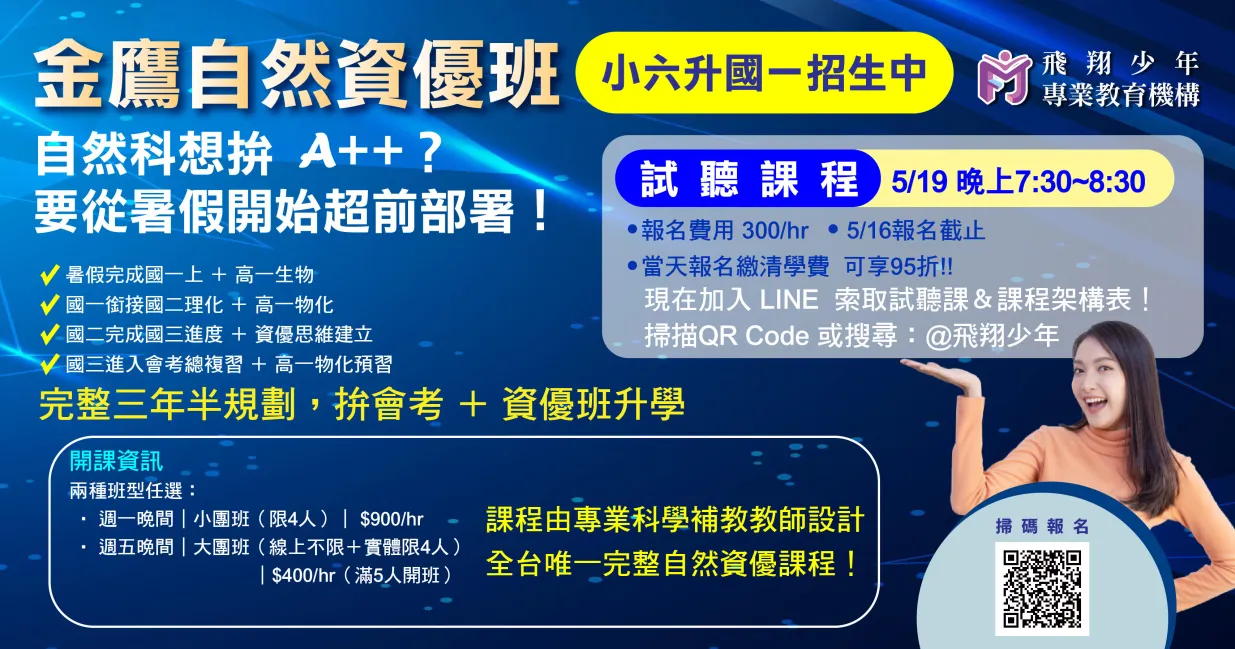 金鷹自然資優班
小六升國一招生中
飛翔少年
專業教育機構
自然科想拚 A++？
要從暑假開始超前部署！
試聽課程 5/19 晚上7:30~8:30
•報名費用 300/hr •5/16報名截止
•當天報名繳清學費 可享95折!!
現在加入 LINE 索取試聽課＆課程架構表！
掃描QR Code 或搜尋：@飛翔少年
暑假完成國一上 ＋ 高一生物
國一銜接國二理化 ＋ 高一物化
國二完成國三進度 ＋ 資優思維建立
國三進入會考總複習 ＋ 高一物化預習
完整三年半規劃，拚會考 ＋ 資優班升學
開課資訊
兩種班型任選：
· 週一晚間｜小團班（限4人）｜ $900/hr
· 週五晚間｜大團班（線上不限＋實體限4人）
｜$400/hr（滿5人開班）
課程由專業科學補教教師設計
全台唯一完整自然資優課程！
掃碼報名